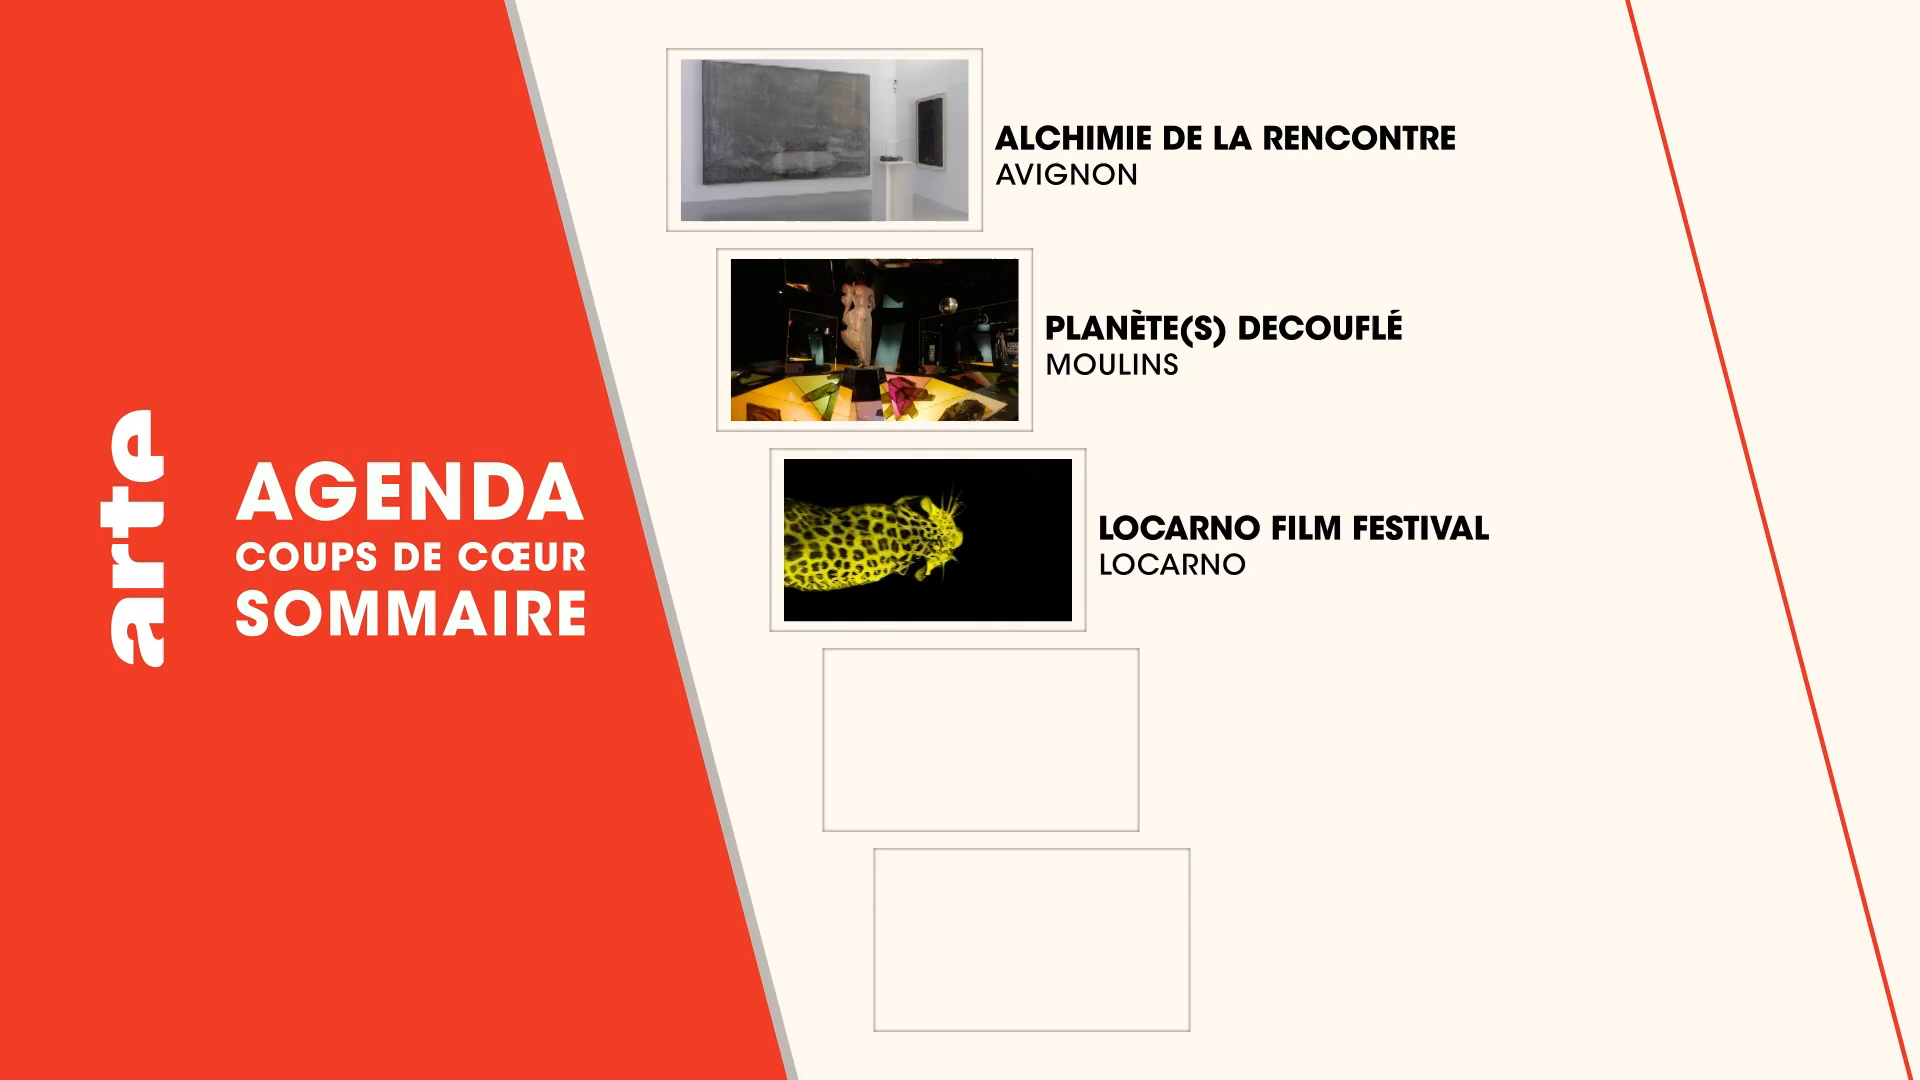 arte
AGENDA
COUPS DE CŒUR
SOMMAIRE
ALCHIMIE DE LA RENCONTRE
AVIGNON
PLANÈTE(S) DECOUFLÉ
MOULINS
LOCARNO FILM FESTIVAL
LOCARNO